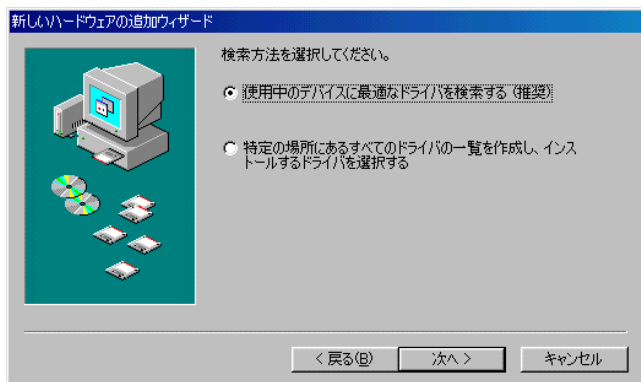 新しいハードウェアの追加ウィザード
検索方法を選択してください。
使用中のデバイスに最適なドライバを検索する (推奨)
特定の場所にあるすべてのドライバの一覧を作成し、インス
トールするドライバを選択する
< 戻る(B)
次へ >
キャンセル